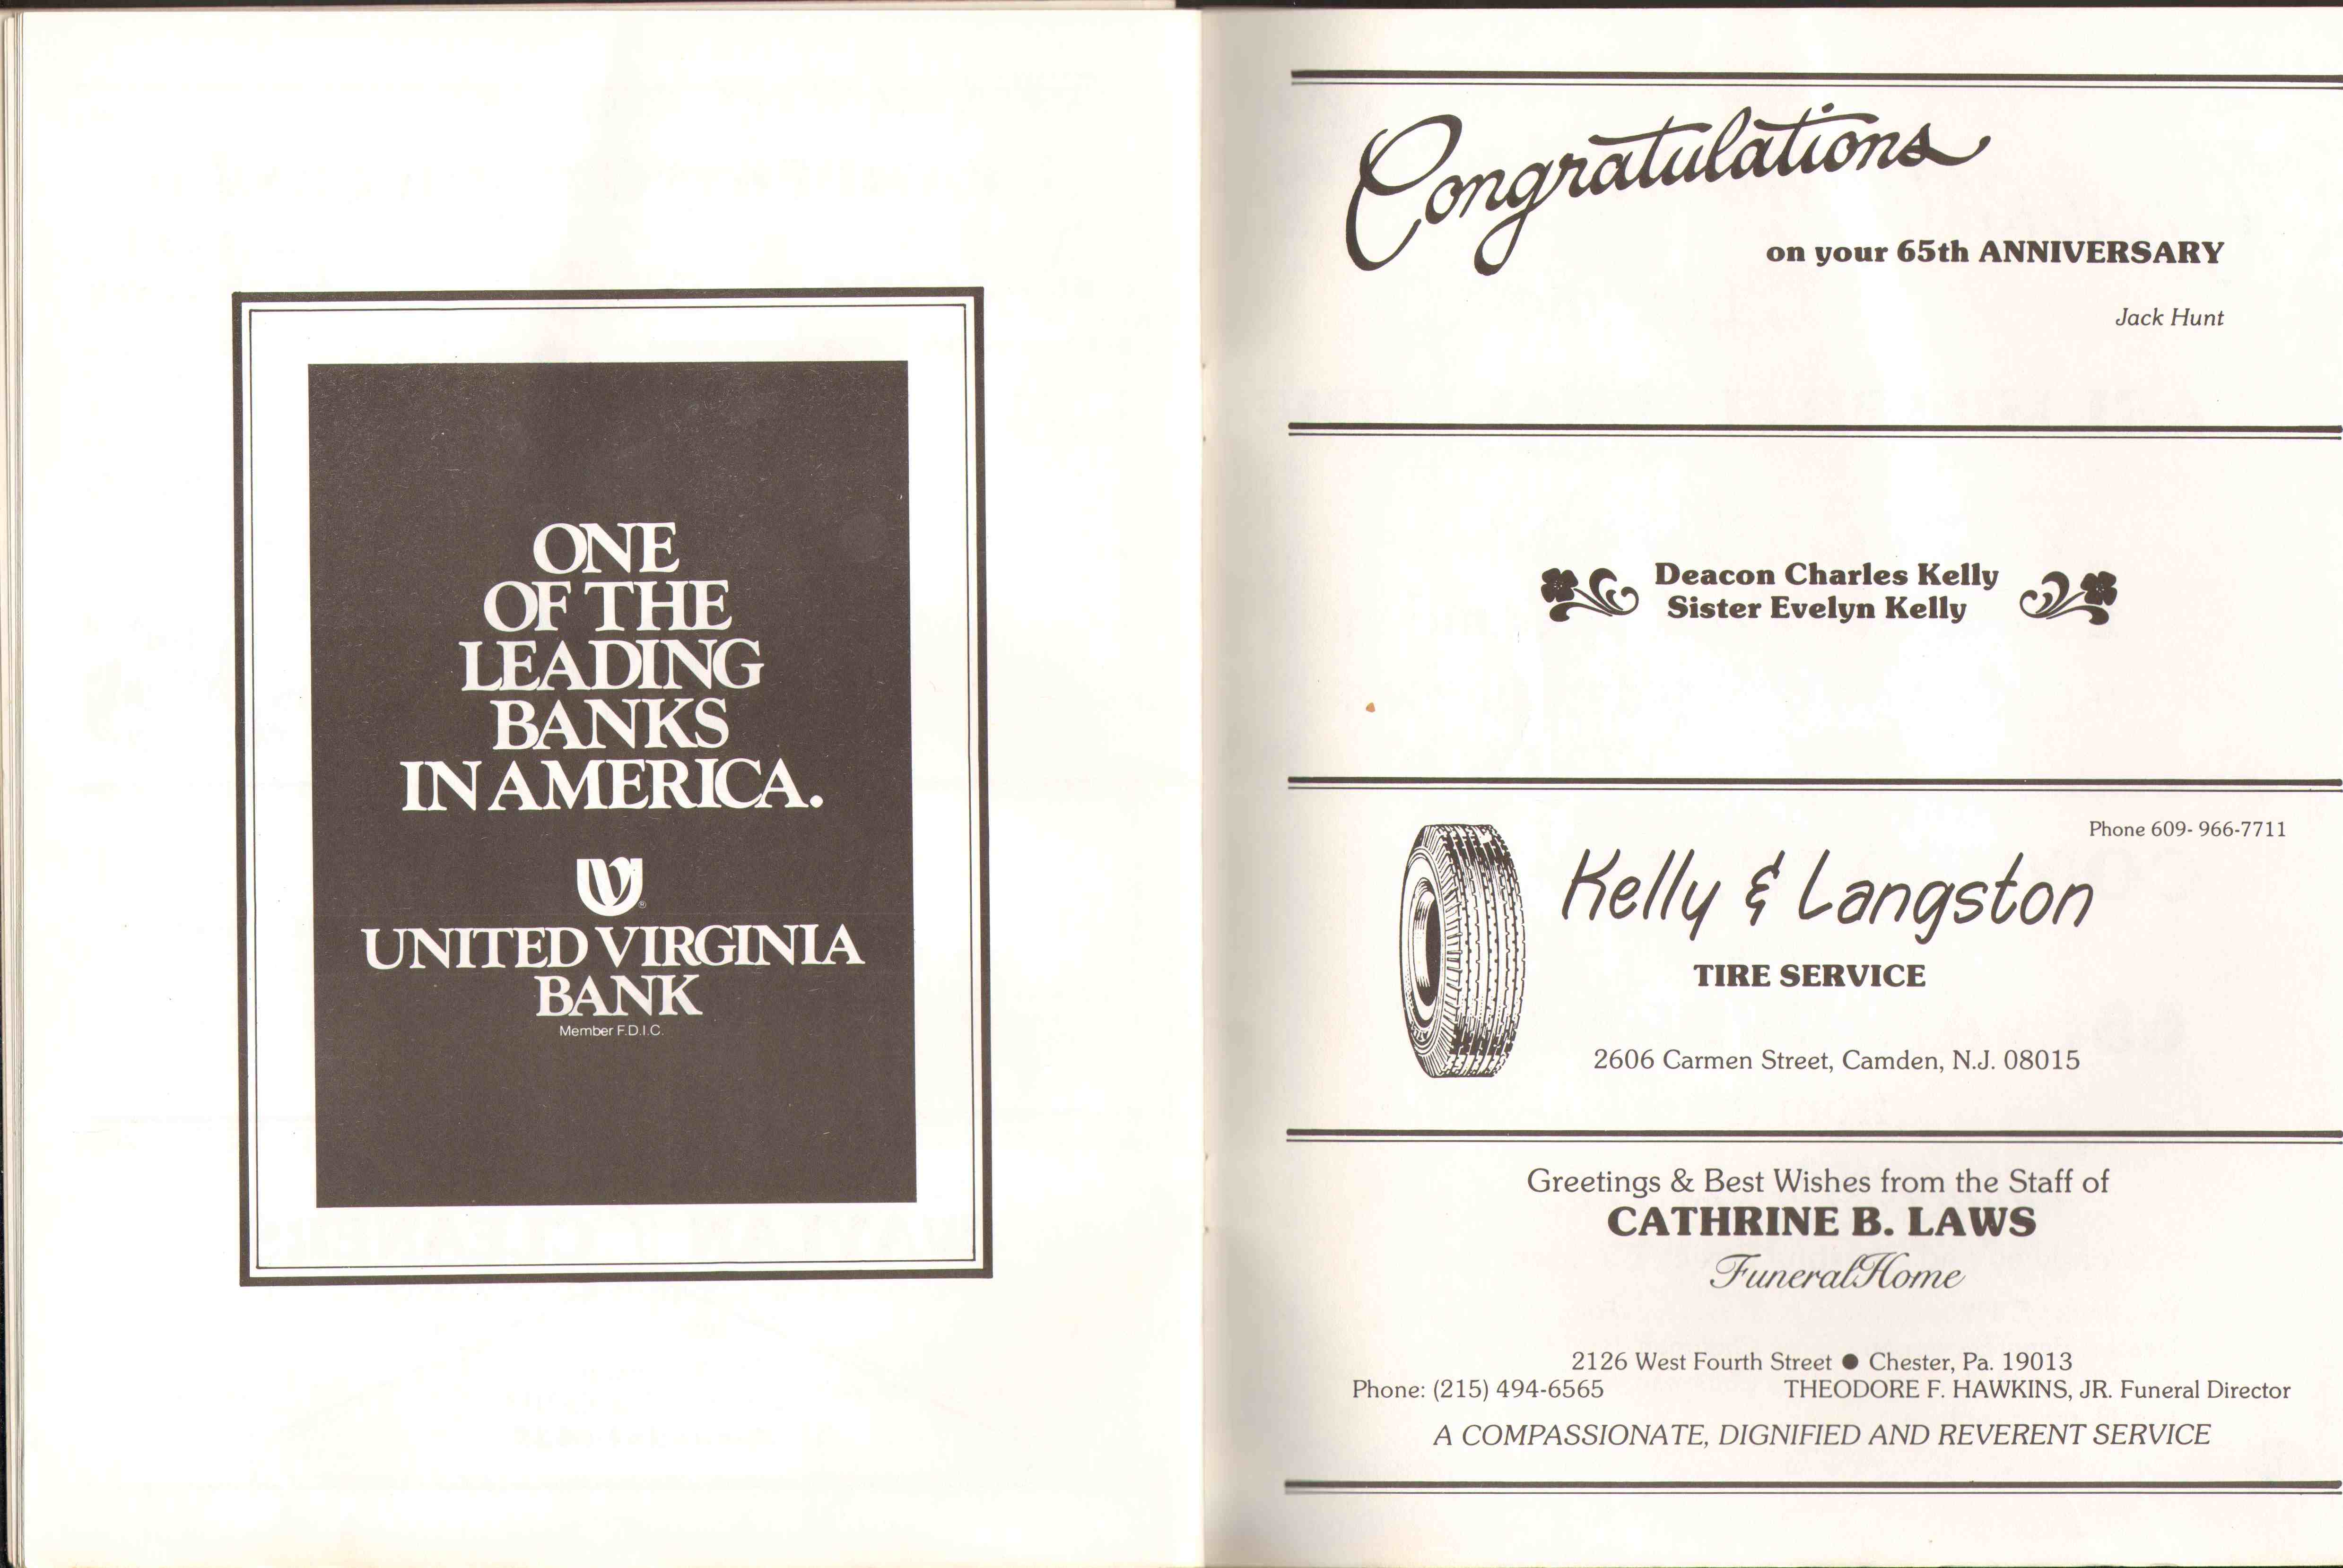 ONE
OF THE
LEADING
BANKS
IN AMERICA.
UNITED VIRGINIA
BANK
Member F.D.I.C.
Congratulations
on your 65th ANNIVERSARY
Jack Hunt
Deacon Charles Kelly
Sister Evelyn Kelly
Phone 609- 966-7711
Kelly & Langston
TIRE SERVICE
2606 Carmen Street, Camden, N.J. 08015
Greetings & Best Wishes from the Staff of
CATHRINE B. LAWS
Funeral Home
2126 West Fourth Street ● Chester, Pa. 19013
Phone: (215) 494-6565 THEODORE F. HAWKINS, JR. Funeral Director
A COMPASSIONATE, DIGNIFIED AND REVERENT SERVICE